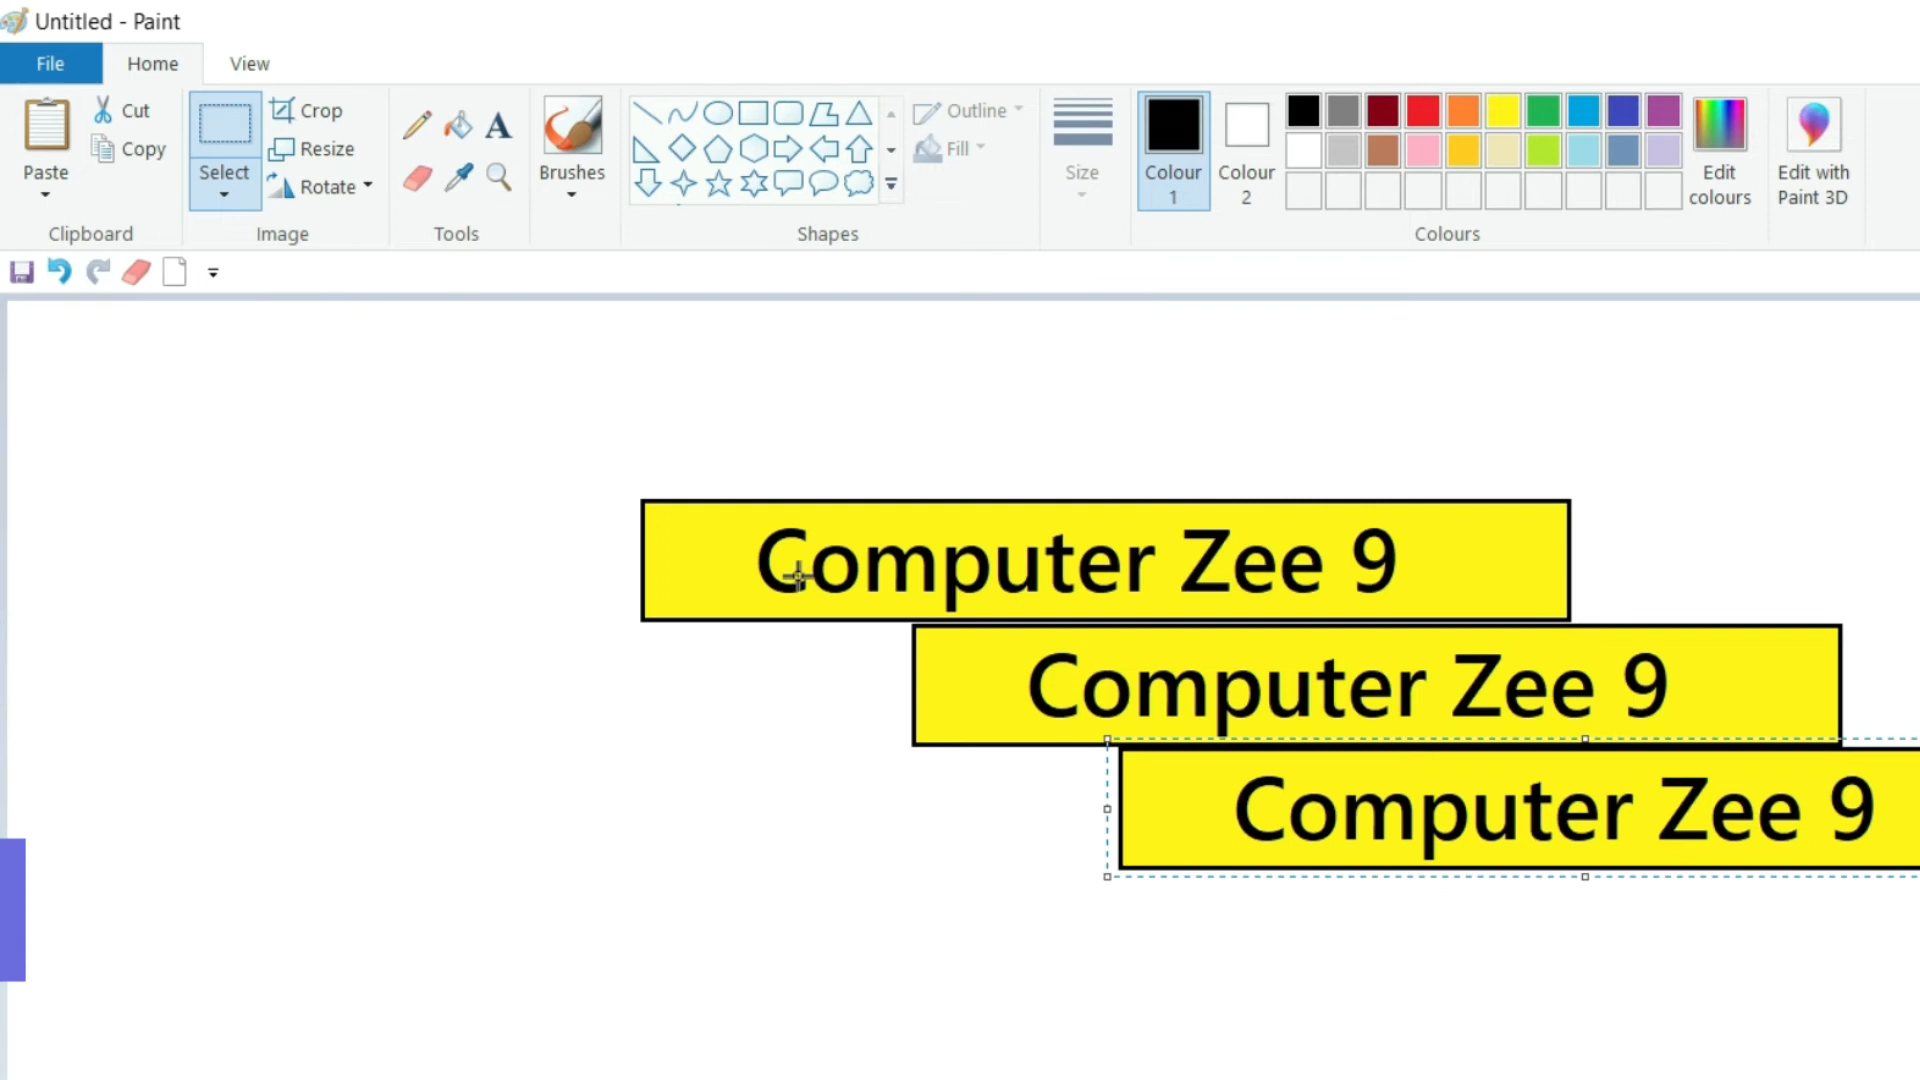 Untitled - Paint
File Home View
Paste
Cut
Copy
Clipboard
Select
Crop
Resize
Rotate
Image
A
Tools
Brushes
Shapes
Outline
Fill
Size
Colour 1
Colour 2
Edit colours
Colours
Edit with Paint 3D
Computer Zee 9
Computer Zee 9
Computer Zee 9